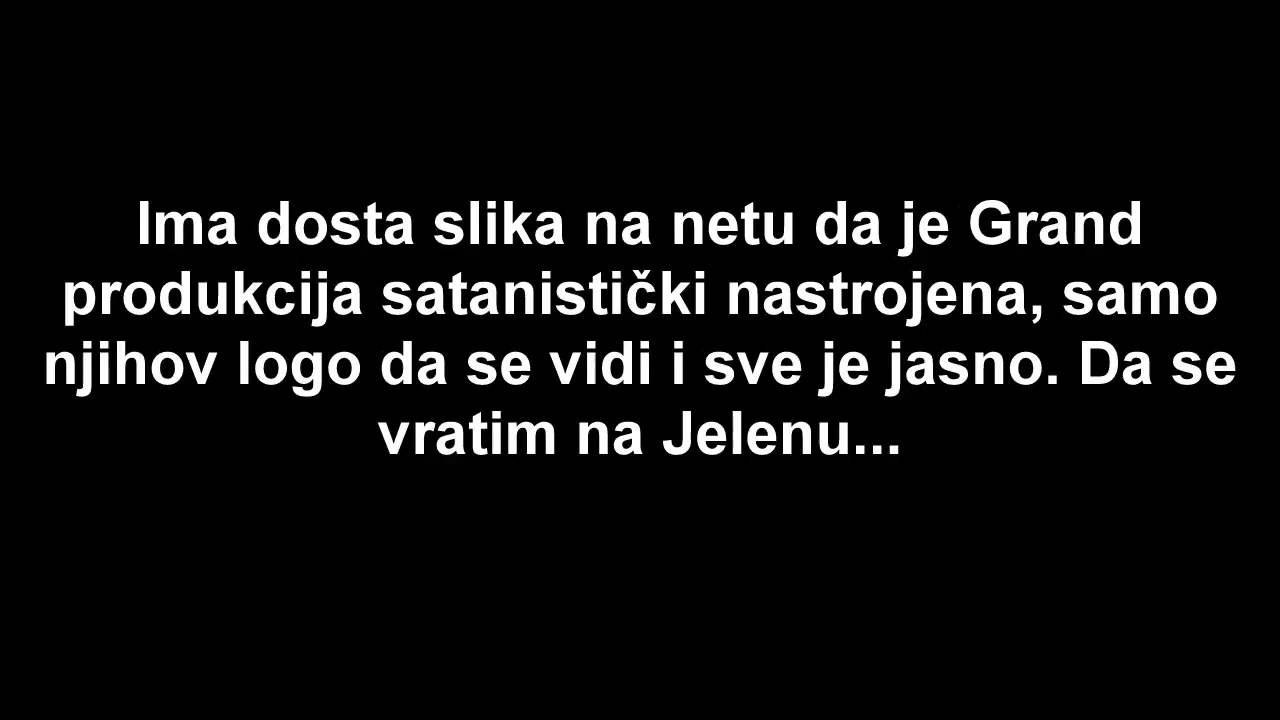 Ima dosta slika na netu da je Grand
produkcija satanistički nastrojena, samo
njihov logo da se vidi i sve je jasno. Da se
vratim na Jelenu...